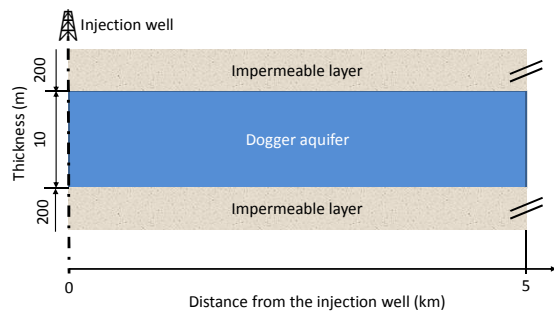 Injection well
200
Impermeable layer
Thickness (m)
10
Dogger aquifer
200
Impermeable layer
0
5
Distance from the injection well (km)